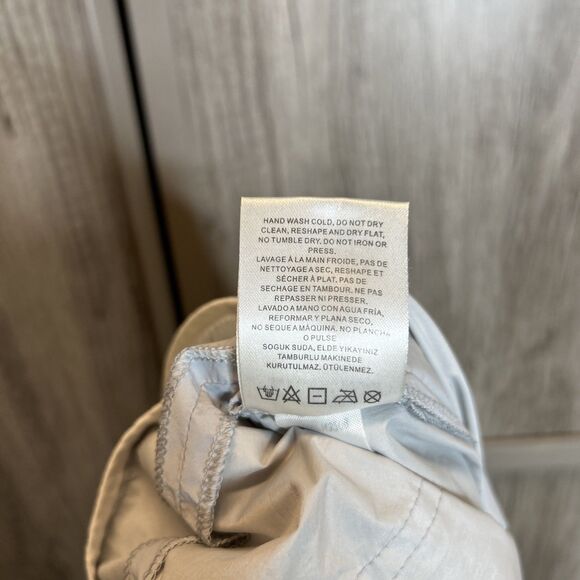 HAND WASH COLD, DO NOT DRY
CLEAN, RESHAPE AND DRY FLAT,
NO TUMBLE DRY, DO NOT IRON OR
PRESS.
LAVAGE À LA MAIN FROIDE, PAS DE
NETTOYAGE A SEC, RESHAPE ET
SÉCHER À PLAT, PAS DE
SECHAGE EN TAMBOUR. NE PAS
REPASSER NI PRESSER.
LAVADO A MANO CON AGUA FRÍA,
REFORMAR Y PLANA SECO,
NO SEQUE A MÁQUINA. NO PLANCHA
O PULSE
SOGUK SUDA, ELDE YIKAYINIZ
TAMBURLU MAKINEDE
KURUTULMAZ, ÜTÜLENMEZ.